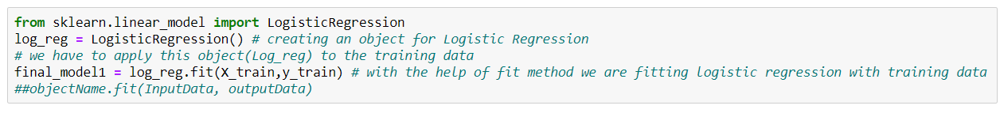 from sklearn.linear_model import LogisticRegression
log_reg = LogisticRegression() # creating an object for Logistic Regression
# we have to apply this object(Log_reg) to the training data
final_model1 = log_reg.fit(X_train,y_train) # with the help of fit method we are fitting logistic regression with training data
##objectName.fit(InputData, outputData)